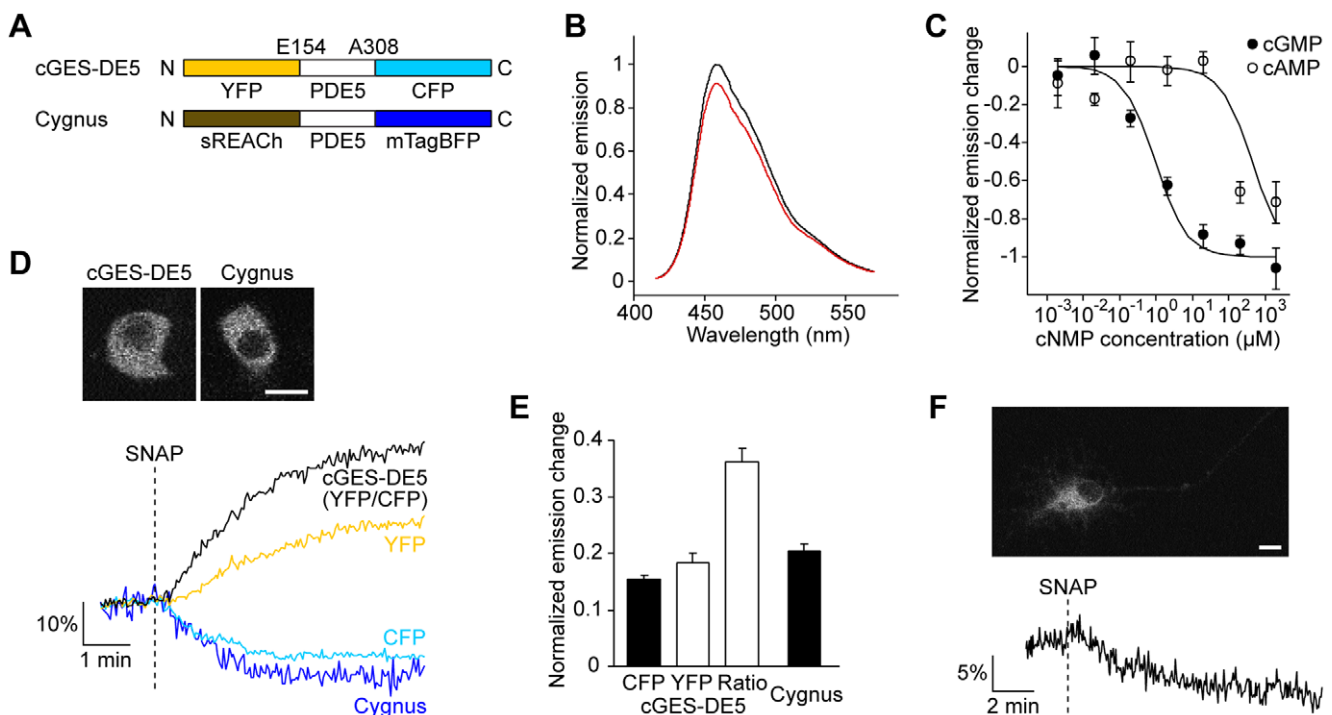 A
E154 A308
cGES-DE5 N C
YFP PDE5 CFP
Cygnus N C
sREACh PDE5 mTagBFP
B
Normalized emission
1
0.8
0.6
0.4
0.2
0
400 450 500 550
Wavelength (nm)
C
Normalized emission change
0
-0.2
-0.4
-0.6
-0.8
-1
cGMP
cAMP
10⁻³ 10⁻² 10⁻¹ 10⁰ 10¹ 10² 10³
cNMP concentration (µM)
D
cGES-DE5 Cygnus
SNAP
cGES-DE5
(YFP/CFP)
YFP
CFP
Cygnus
10%
1 min
E
Normalized emission change
0.4
0.3
0.2
0.1
0
CFP YFP Ratio Cygnus
cGES-DE5
F
SNAP
5%
2 min